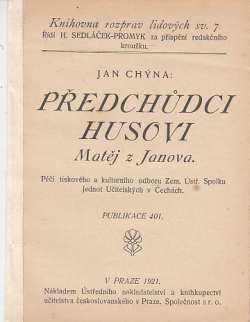 Knihovna rozprav lidových sv. 7.
Řídí H. SEDLÁČEK-PROMYK za přispění redakčního
kroužku.
JAN CHÝNA:
PŘEDCHŮDCI
HUSOVI
Matěj z Janova.
Péčí tiskového a kulturního odboru Zem. Ústř. Spolku
Jednot Učitelských v Čechách.
PUBLIKACE 401.
V PRAZE 1921.
Nákladem Ústředního nakladatelství a knihkupectví
učitelstva československého v Praze. Společnost s r. o.